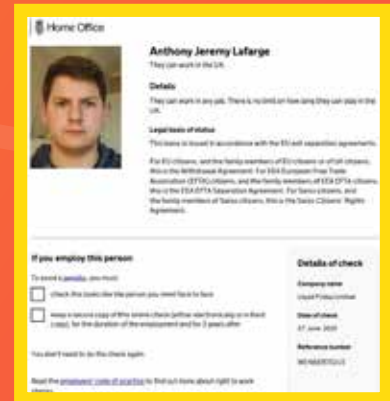 Home Office
Anthony Jeremy Lafarge
They can work in the UK.
Details
They can work in any job. There is no limit on how long they can stay in the
UK.
Legal basis of status
This status is issued in accordance with the EU exit separation agreements.
For EU citizens, and the family members of EU citizens or of UK citizens,
this is the Withdrawal Agreement. For EEA European Free Trade
Association (EFTA) citizens, and the family members of EEA EFTA citizens,
this is the EEA EFTA Separation Agreement. For Swiss citizens, and
the family members of Swiss citizens, this is the Swiss Citizens' Rights
Agreement.
If you employ this person
To avoid a penalty, you must:
check this looks like the person you meet face to face
keep a secure copy of this online check (either electronically or in hard
copy), for the duration of the employment and for 2 years after
You don't need to do the check again.
Read the employers' code of practice to find out more about right to work
checks.
Details of check
Company name
Limited
Date of check
Reference number